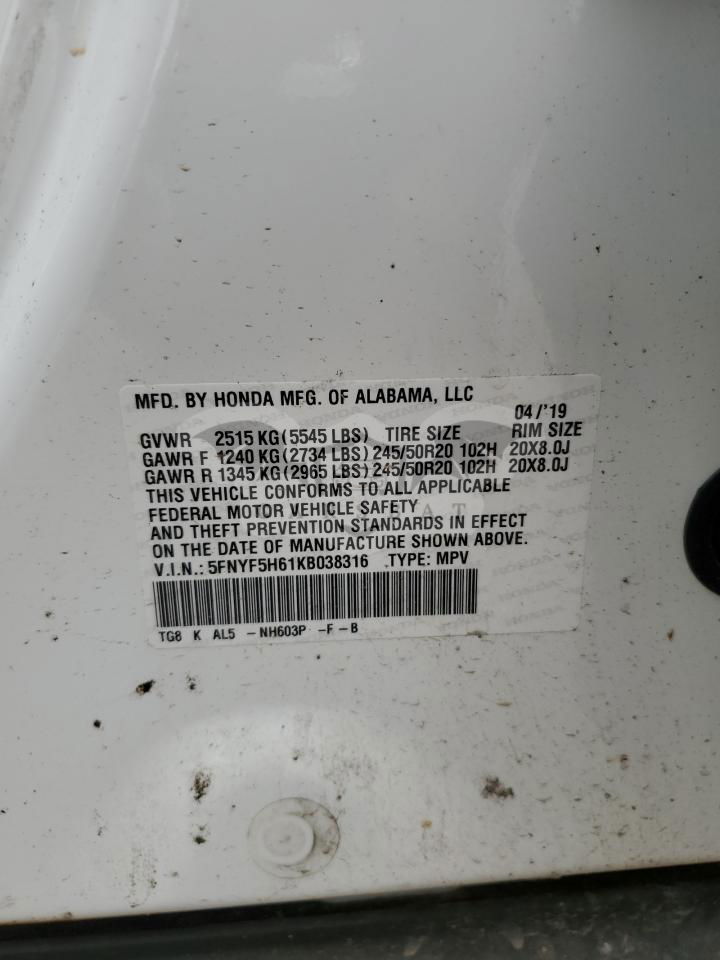 MFD. BY HONDA MFG. OF ALABAMA, LLC
04/'19
GVWR 2515 KG (5545 LBS) TIRE SIZE RIM SIZE
GAWR F 1240 KG (2734 LBS) 245/50R20 102H 20X8.0J
GAWR R 1345 KG (2965 LBS) 245/50R20 102H 20X8.0J
THIS VEHICLE CONFORMS TO ALL APPLICABLE
FEDERAL MOTOR VEHICLE SAFETY
AND THEFT PREVENTION STANDARDS IN EFFECT
ON THE DATE OF MANUFACTURE SHOWN ABOVE.
V.I.N.: 5FNYF5H61KB038316 TYPE: MPV
TG8 K AL5 -NH603P -F-B